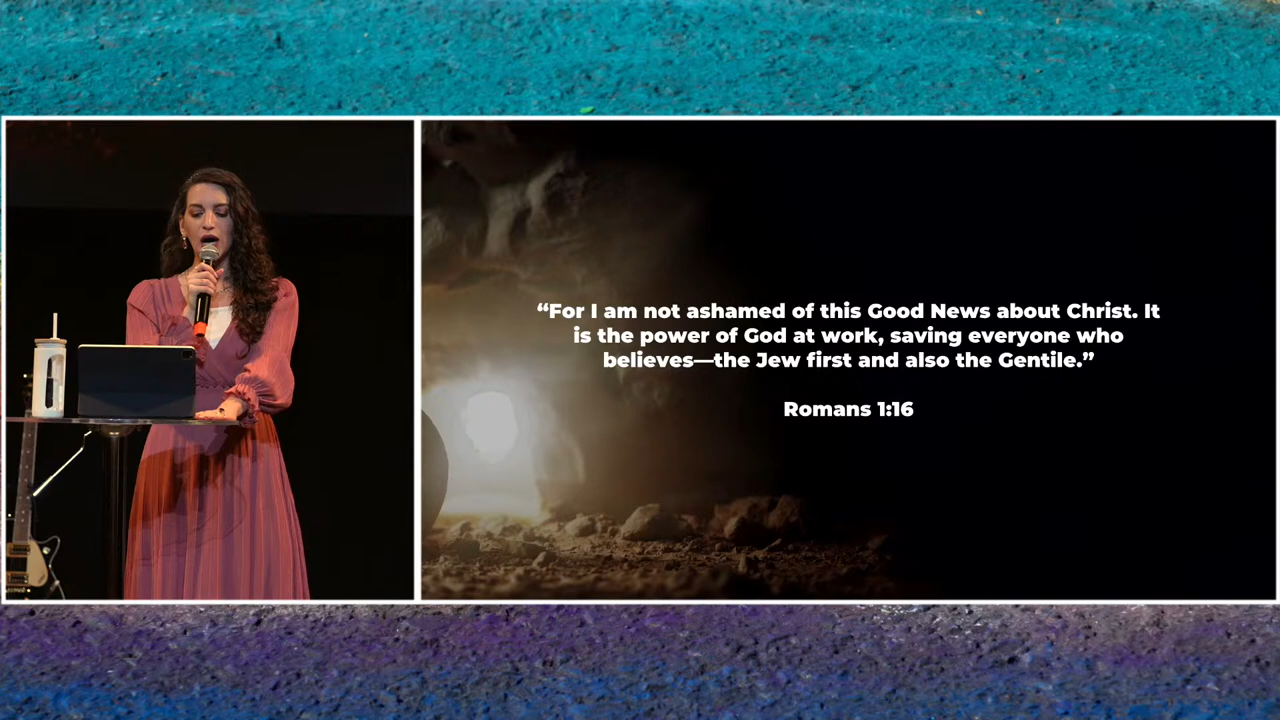 “For I am not ashamed of this Good News about Christ. It
is the power of God at work, saving everyone who
believes—the Jew first and also the Gentile.”
Romans 1:16